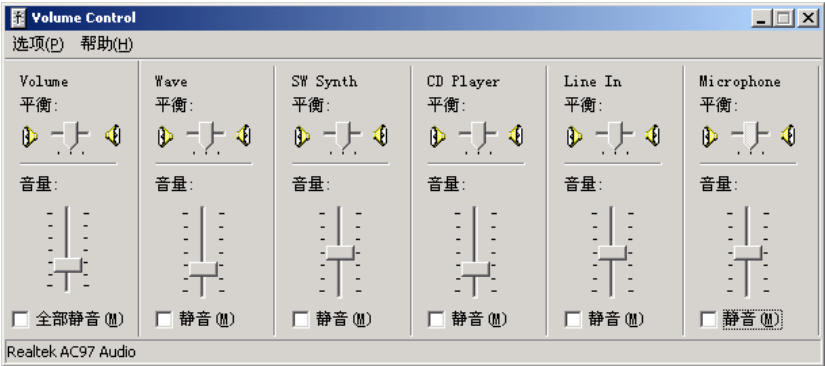 Volume Control
选项(P) 帮助(H)
Volume Wave SW Synth CD Player Line In Microphone
平衡: 平衡: 平衡: 平衡: 平衡: 平衡:
音量: 音量: 音量: 音量: 音量: 音量:
全部静音(M) 静音(M) 静音(M) 静音(M) 静音(M) 静音(M)
Realtek AC97 Audio